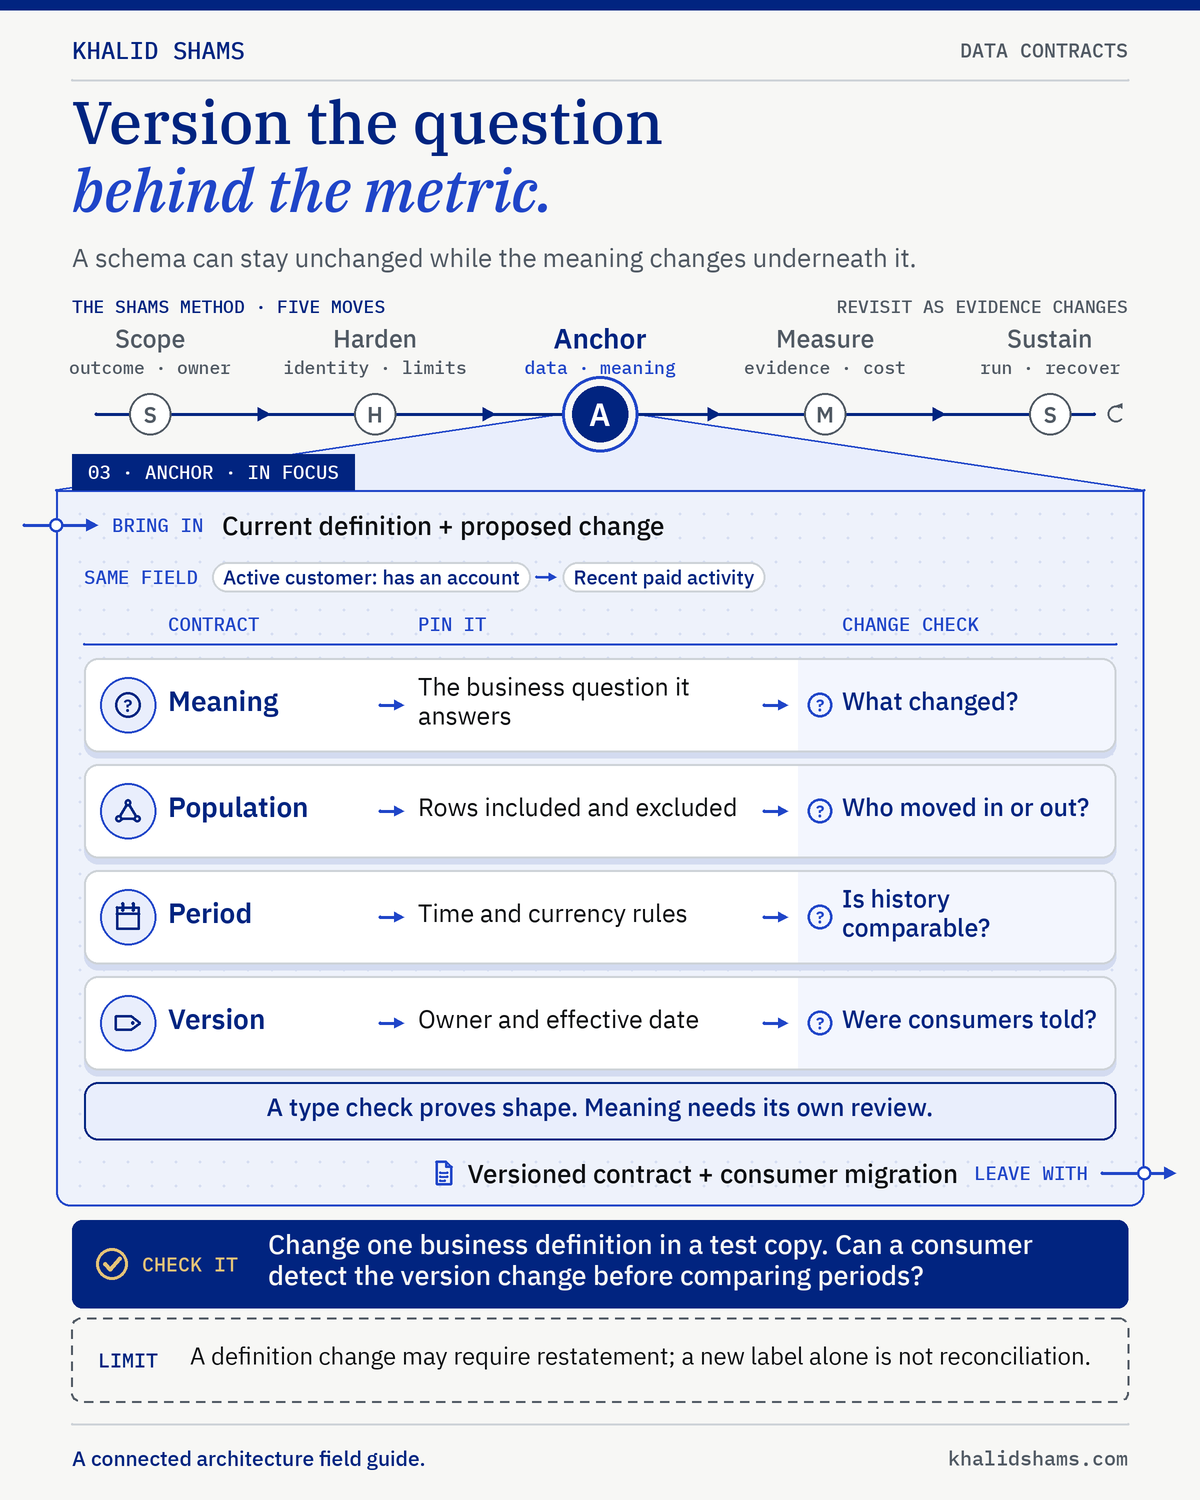 KHALID SHAMS
DATA CONTRACTS
Version the question
behind the metric.
A schema can stay unchanged while the meaning changes underneath it.
THE SHAMS METHOD · FIVE MOVES
REVISIT AS EVIDENCE CHANGES
Scope
Harden
Anchor
Measure
Sustain
outcome · owner
identity · limits
data · meaning
evidence · cost
run · recover
S
H
A
M
S
03 · ANCHOR · IN FOCUS
BRING IN Current definition + proposed change
SAME FIELD Active customer: has an account → Recent paid activity
CONTRACT
PIN IT
CHANGE CHECK
? Meaning → The business question it
answers
→ ? What changed?
Population → Rows included and excluded → ? Who moved in or out?
Period → Time and currency rules → ? Is history
comparable?
Version → Owner and effective date → ? Were consumers told?
A type check proves shape. Meaning needs its own review.
Versioned contract + consumer migration LEAVE WITH
CHECK IT
Change one business definition in a test copy. Can a consumer
detect the version change before comparing periods?
LIMIT A definition change may require restatement; a new label alone is not reconciliation.
A connected architecture field guide.
khalidshams.com